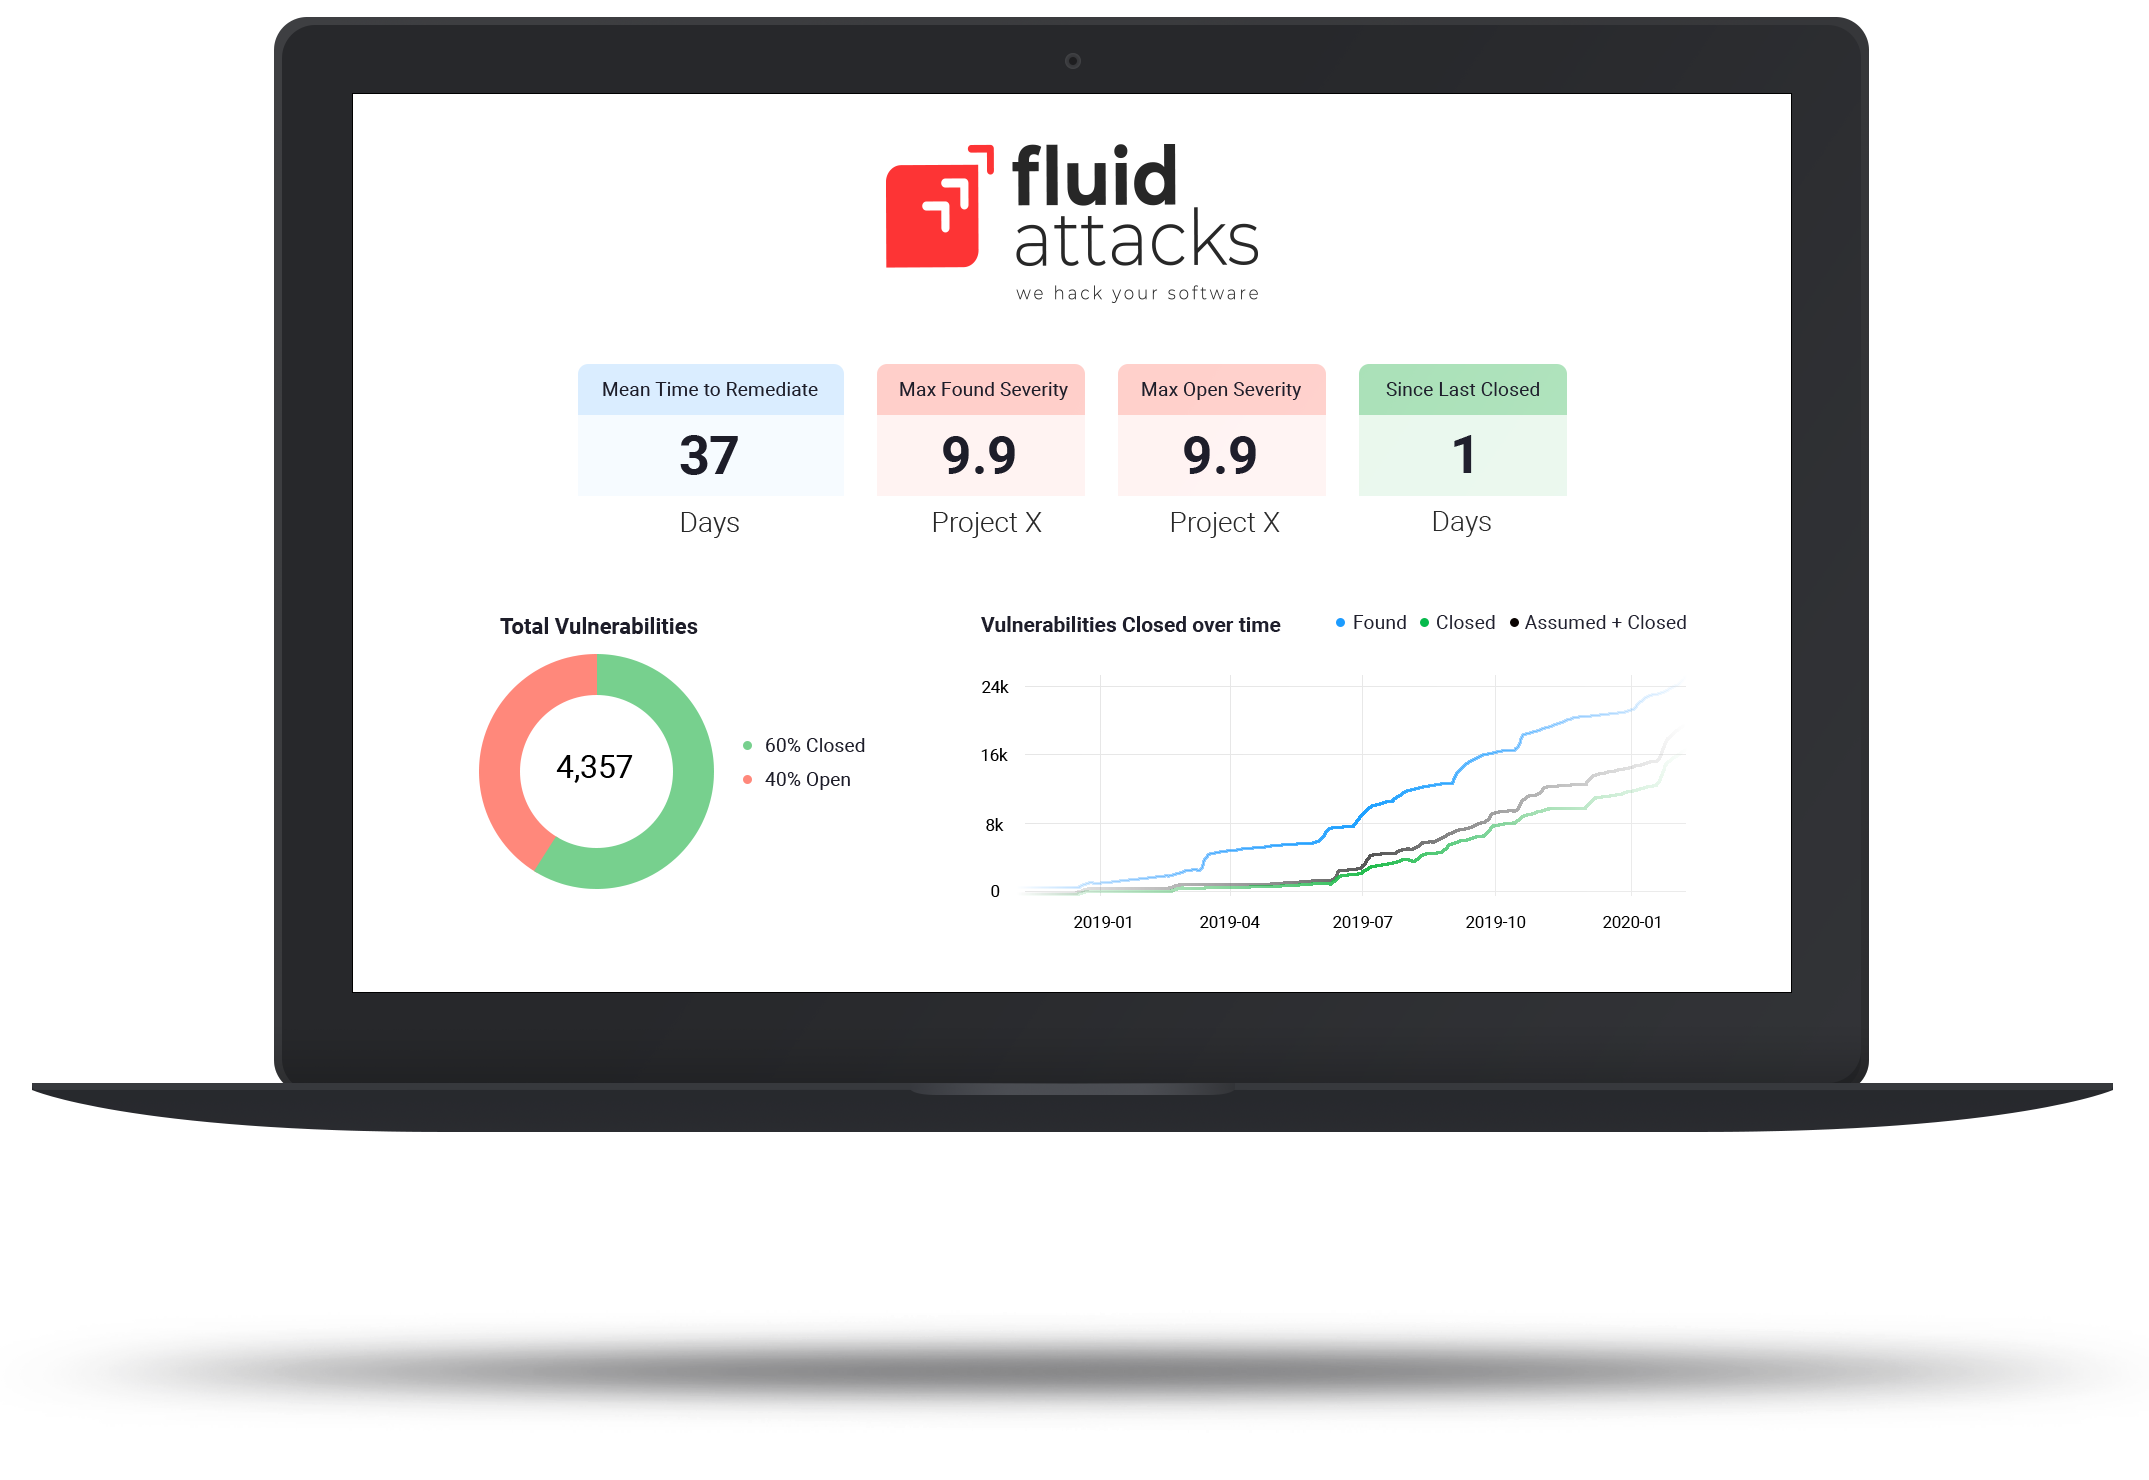 fluid
attacks
we hack your software
Mean Time to Remediate
37
Days
Max Found Severity
9.9
Project X
Max Open Severity
9.9
Project X
Since Last Closed
1
Days
Total Vulnerabilities
4,357
60% Closed
40% Open
Vulnerabilities Closed over time
Found
Closed
Assumed + Closed
24k
16k
8k
0
2019-01
2019-04
2019-07
2019-10
2020-01